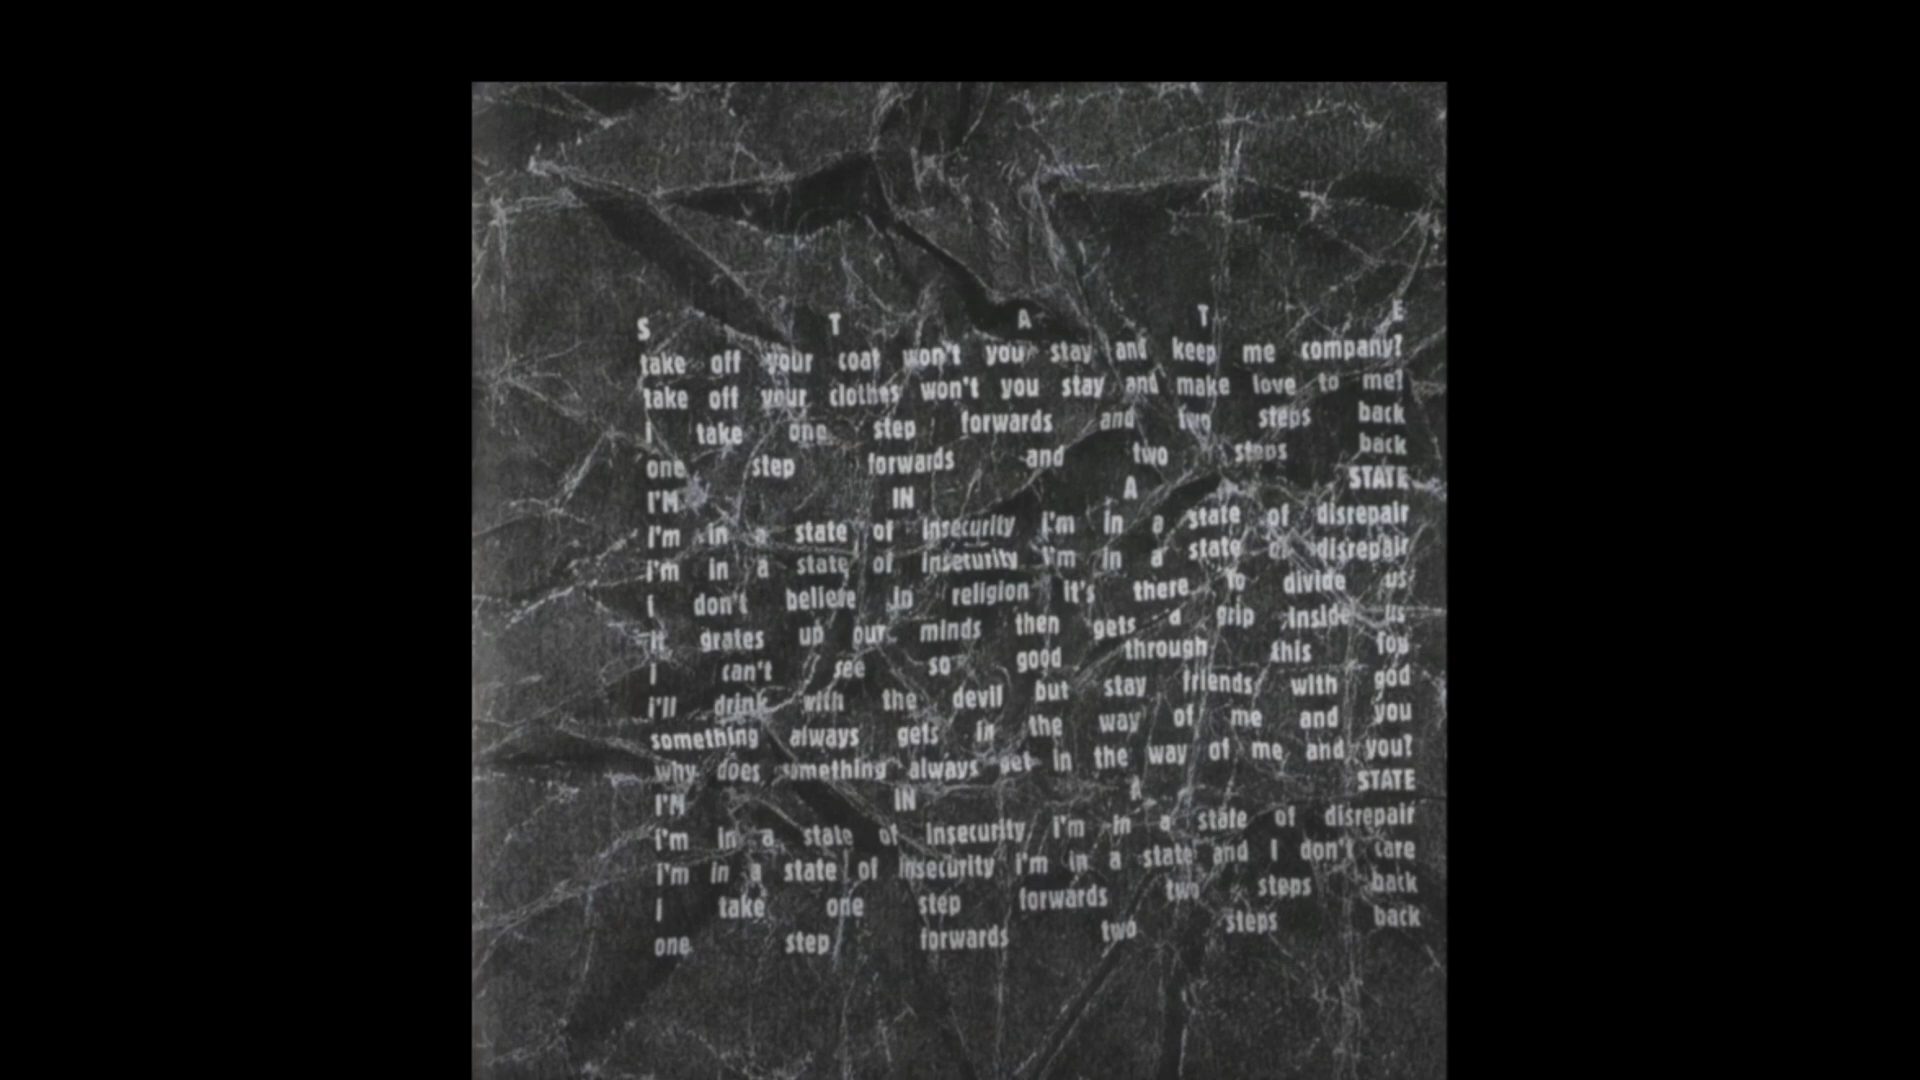 S T A T E
take off your coat won't you stay and keep me company?
take off your clothes won't you stay and make love to me?
i take one step forwards and two steps back
one step forwards and two steps back
I'M IN A STATE
i'm in a state of insecurity i'm in a state of disrepair
i'm in a state of insecurity i'm in a state of disrepair
i don't believe in religion it's there to divide us
it grates up our minds then gets a grip inside us
i can't see so good through this fog
i'll drink with the devil but stay friends with god
something always gets in the way of me and you
why does something always get in the way of me and you?
I'M IN A STATE
i'm in a state of insecurity i'm in a state of disrepair
i'm in a state of insecurity i'm in a state and I don't care
i take one step forwards two steps back
one step forwards two steps back